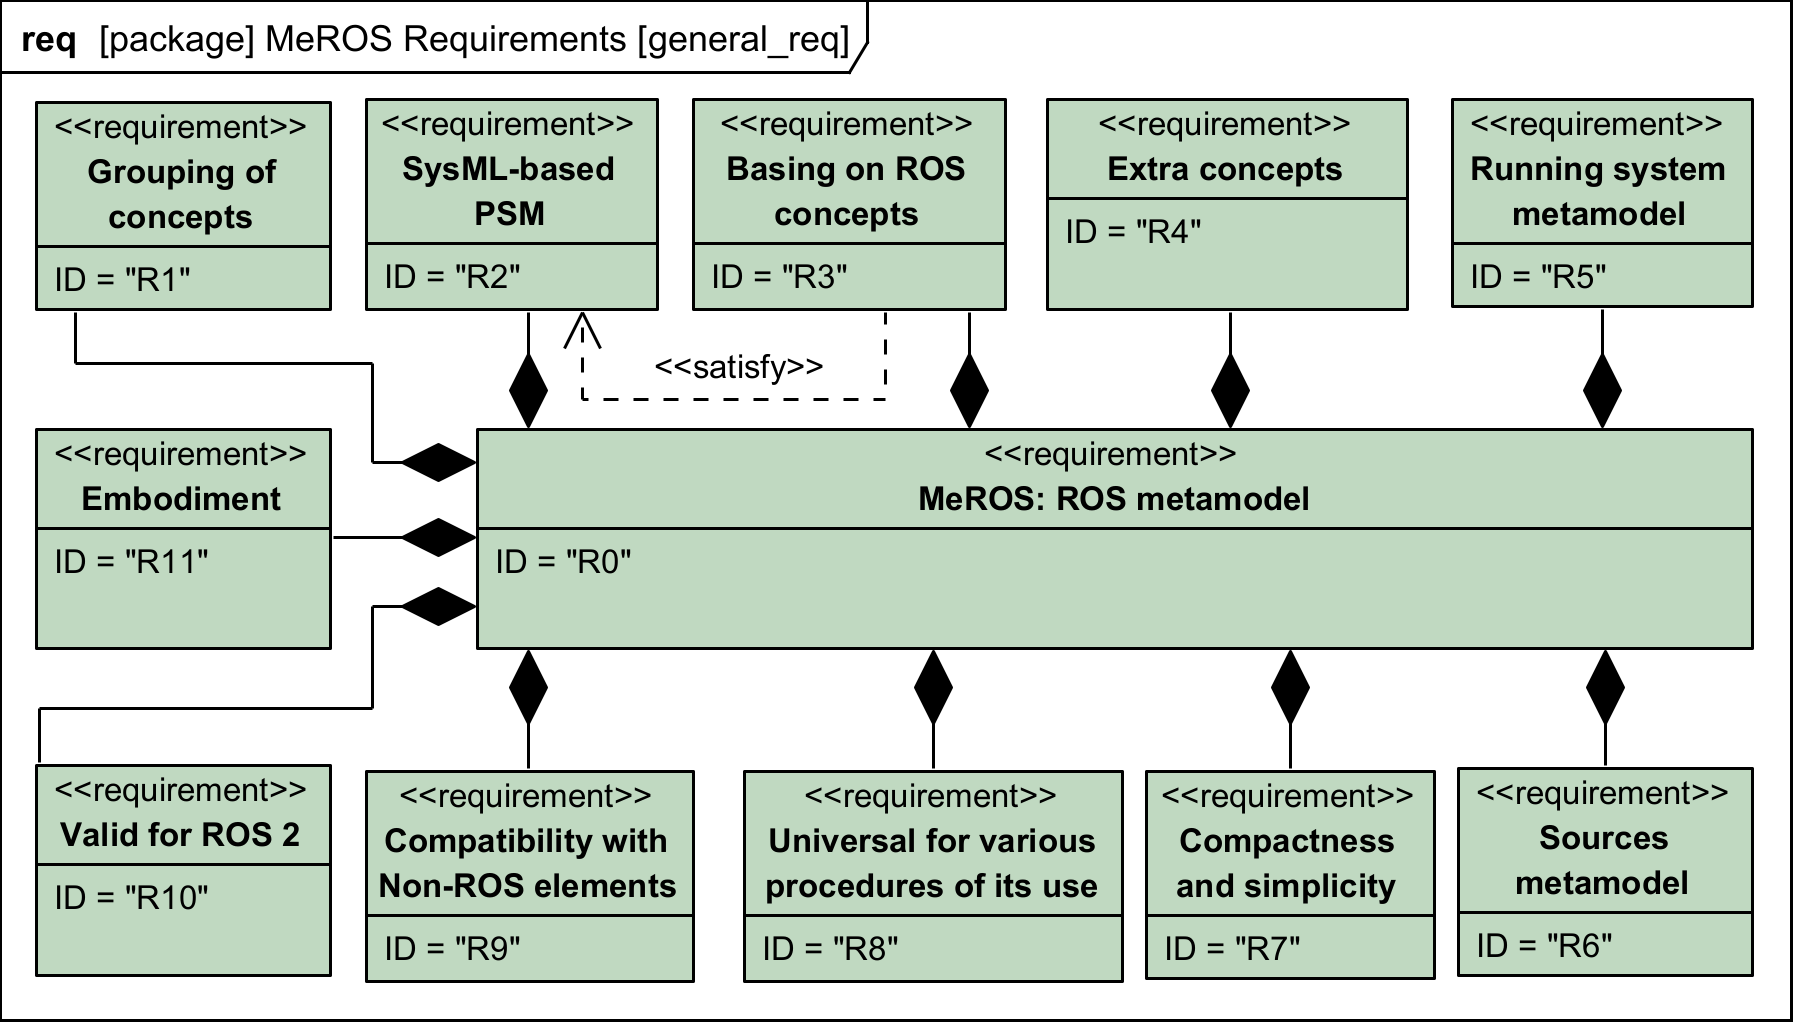 req [package] MeROS Requirements [general_req]
<<requirement>>
Grouping of
concepts
ID = "R1"
<<requirement>>
SysML-based
PSM
ID = "R2"
<<requirement>>
Basing on ROS
concepts
ID = "R3"
<<requirement>>
Extra concepts
ID = "R4"
<<requirement>>
Running system
metamodel
ID = "R5"
<<satisfy>>
<<requirement>>
Embodiment
ID = "R11"
<<requirement>>
MeROS: ROS metamodel
ID = "R0"
<<requirement>>
Valid for ROS 2
ID = "R10"
<<requirement>>
Compatibility with
Non-ROS elements
ID = "R9"
<<requirement>>
Universal for various
procedures of its use
ID = "R8"
<<requirement>>
Compactness
and simplicity
ID = "R7"
<<requirement>>
Sources
metamodel
ID = "R6"